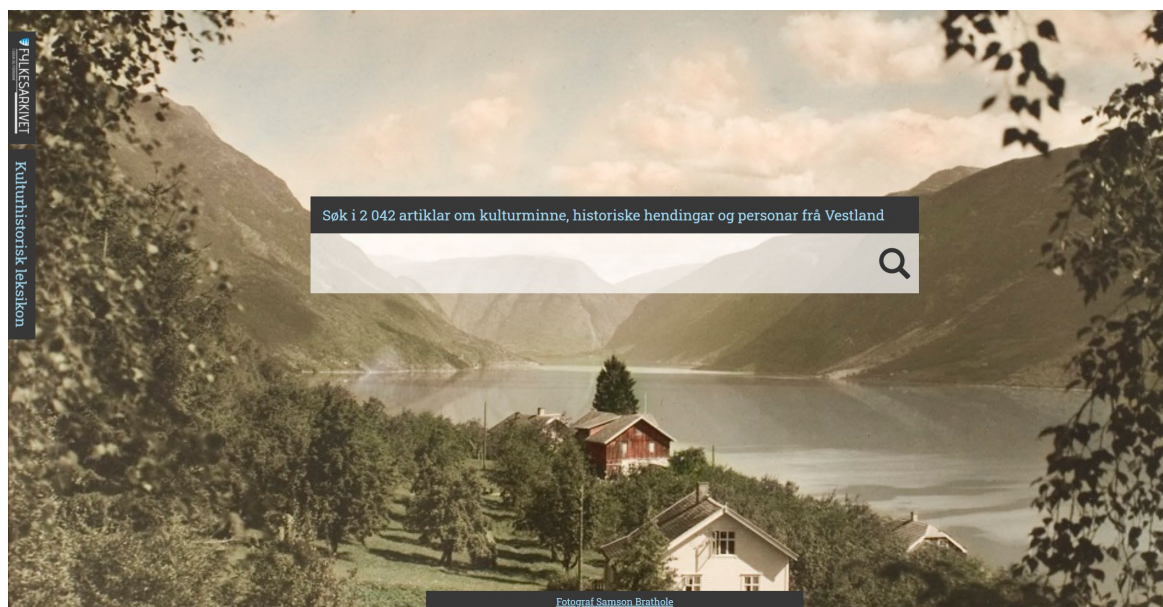 FYLKESARKIVET
Kulturhistorisk leksikon
Søk i 2 042 artiklar om kulturminne, historiske hendingar og personar frå Vestland
Fotograf Samson Brathole